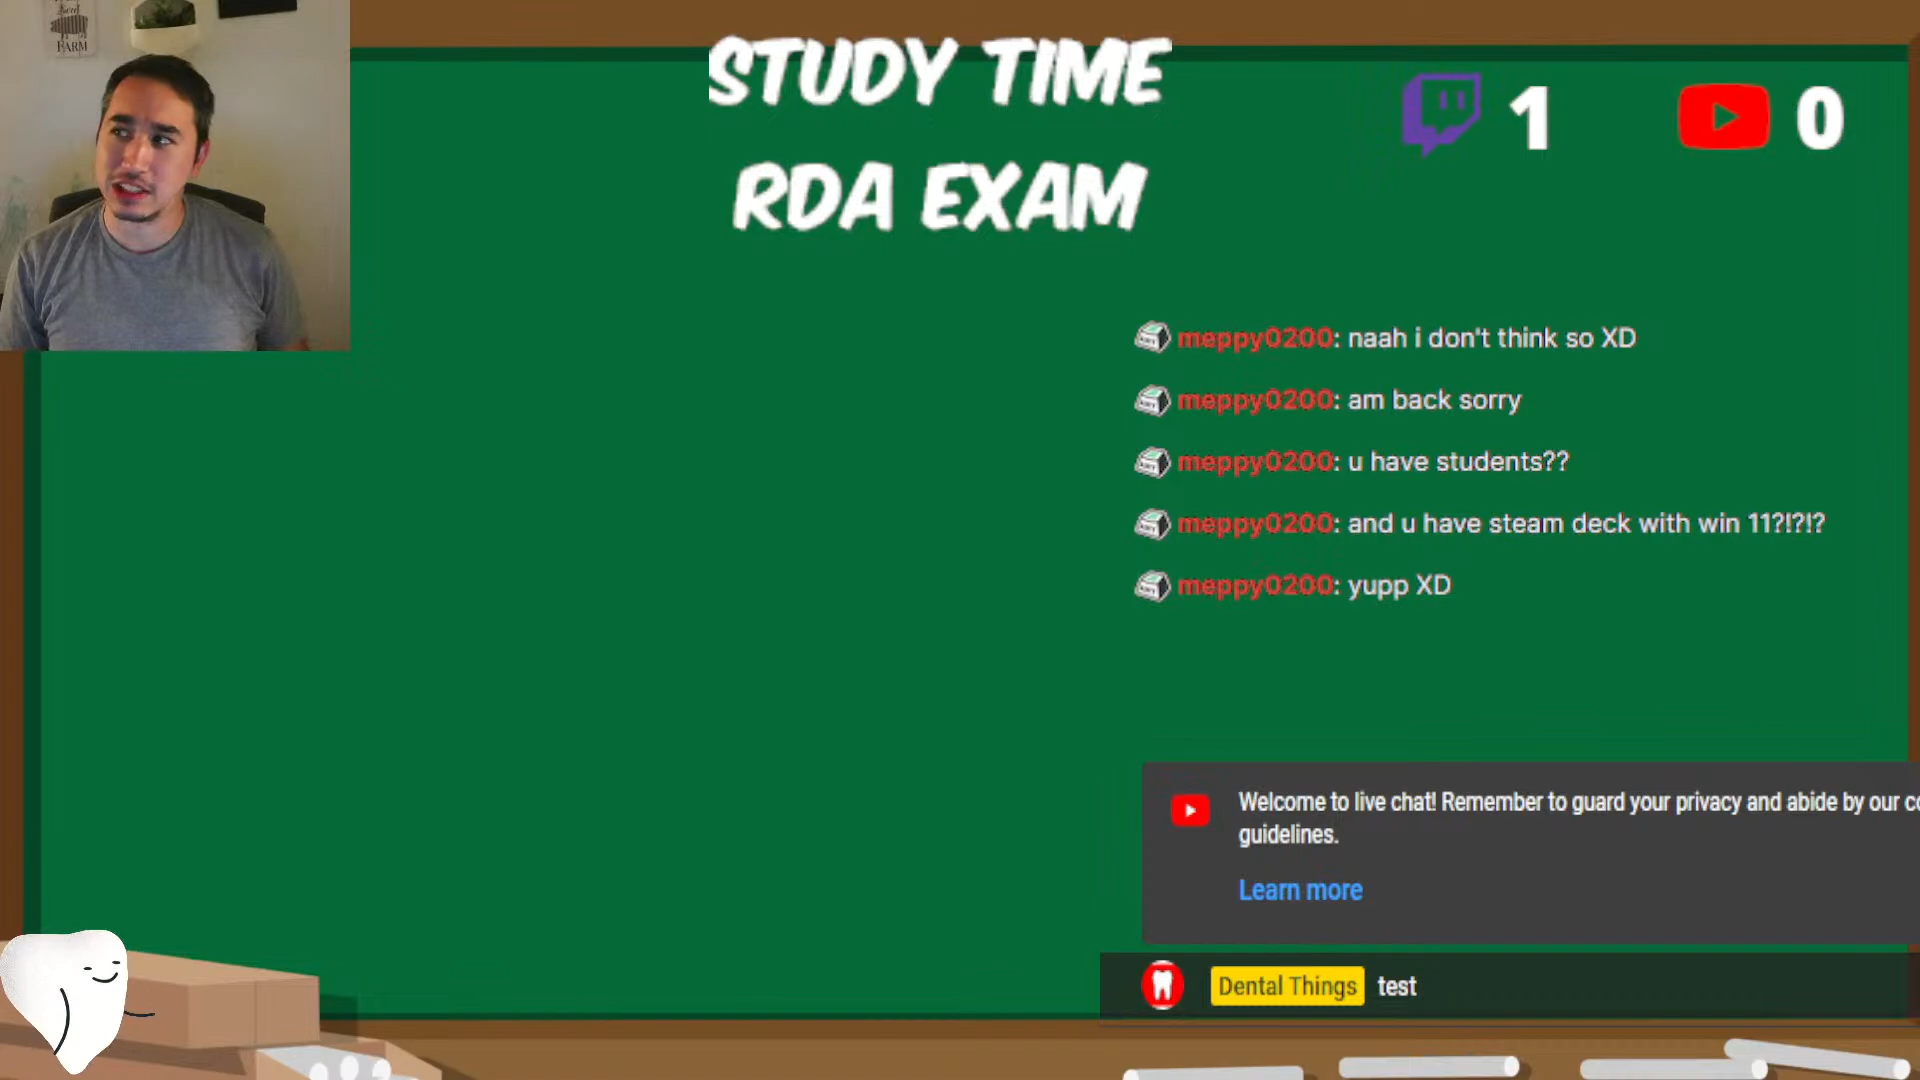 FARM
STUDY TIME
RDA EXAM
1
0
meppy0200: naah i don't think so XD
meppy0200: am back sorry
meppy0200: u have students??
meppy0200: and u have steam deck with win 11?!?!?
meppy0200: yupp XD
Welcome to live chat! Remember to guard your privacy and abide by our co
guidelines.
Learn more
Dental Things test